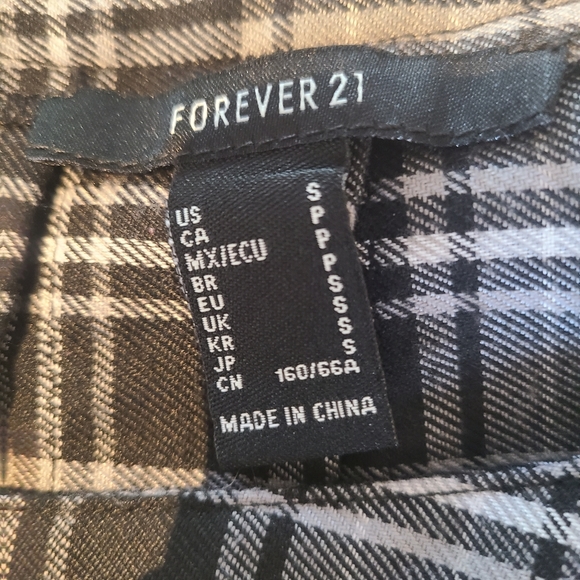 FOREVER 21
US S
CA P
MX/ECU P
BR P
EU S
UK S
KR S
JP S
CN 160/66A
MADE IN CHINA